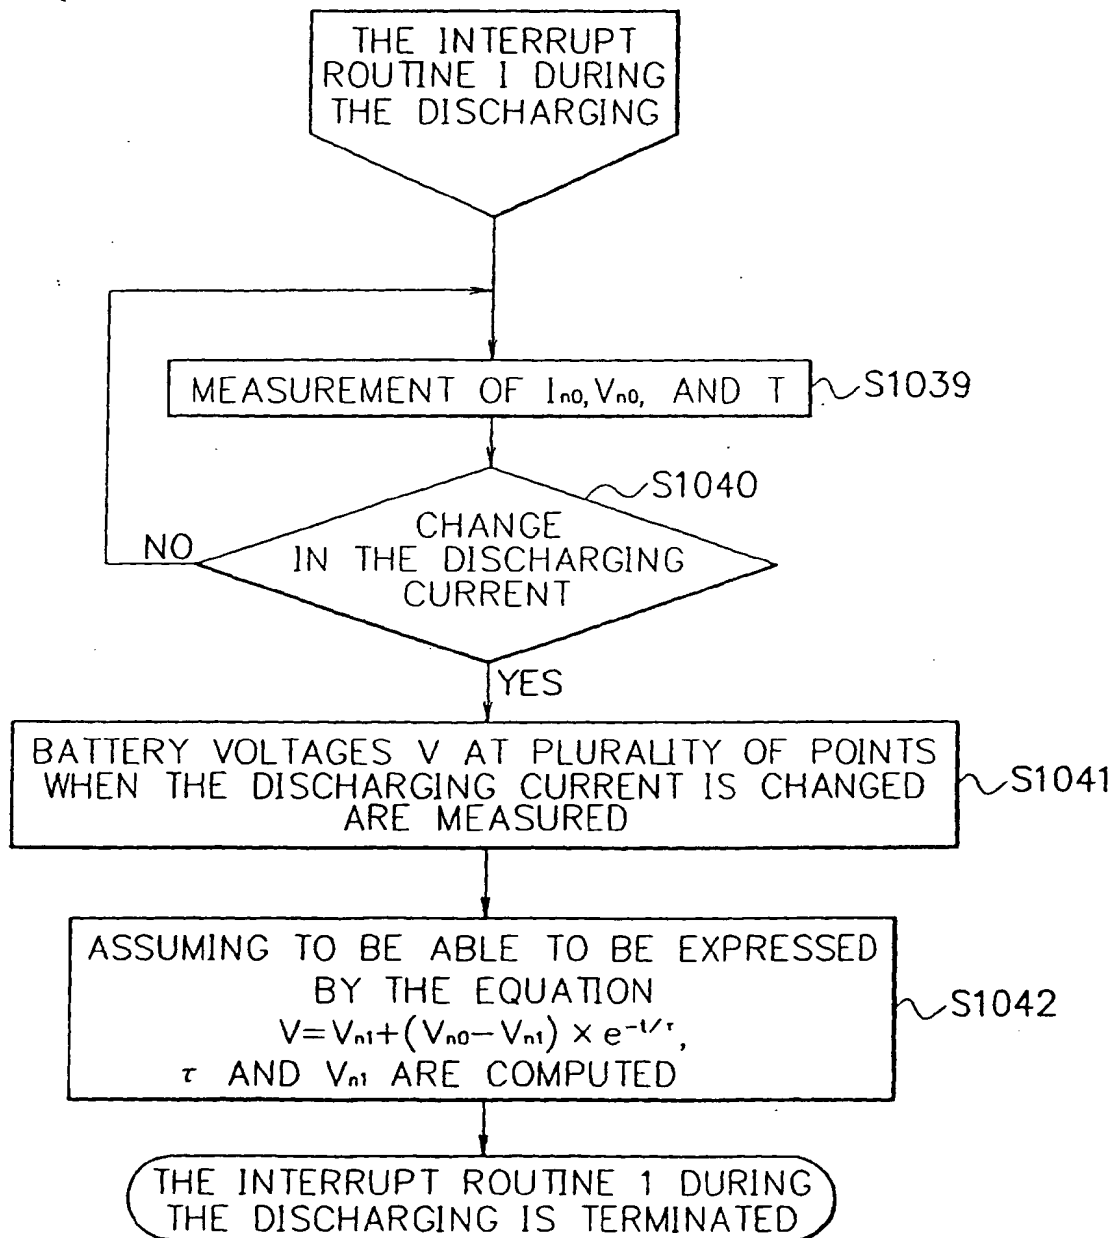 THE INTERRUPT
ROUTINE I DURING
THE DISCHARGING
MEASUREMENT OF In0, Vn0, AND T
S1039
S1040
CHANGE
IN THE DISCHARGING
CURRENT
NO
YES
BATTERY VOLTAGES V AT PLURALITY OF POINTS
WHEN THE DISCHARGING CURRENT IS CHANGED
ARE MEASURED
S1041
ASSUMING TO BE ABLE TO BE EXPRESSED
BY THE EQUATION
V=Vn1+(Vn0−Vn1)×e−t/τ,
τ AND Vn1 ARE COMPUTED
S1042
THE INTERRUPT ROUTINE 1 DURING
THE DISCHARGING IS TERMINATED